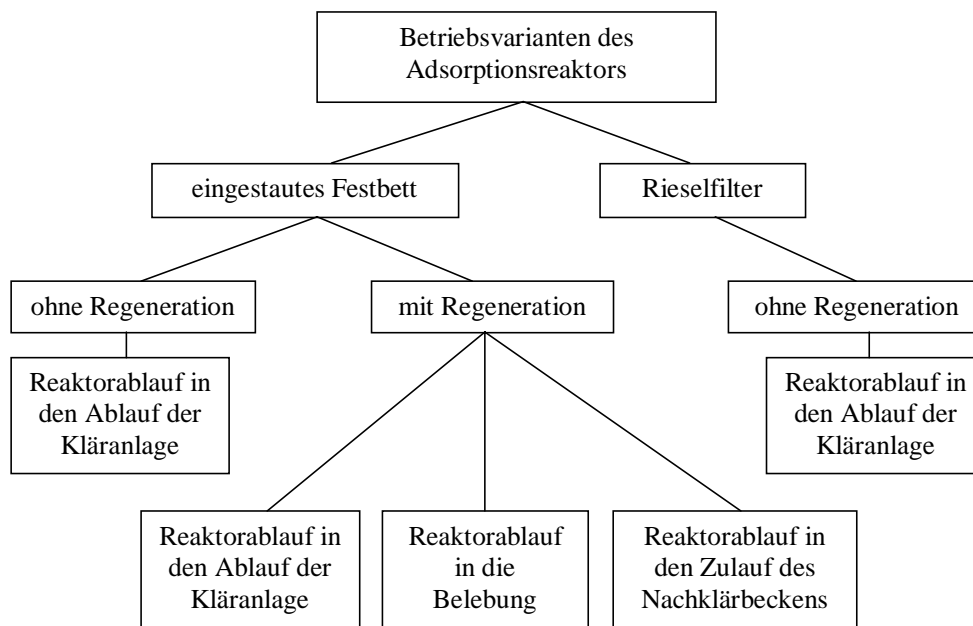 Betriebsvarianten des
Adsorptionsreaktors
eingestautes Festbett
Rieselfilter
ohne Regeneration
mit Regeneration
ohne Regeneration
Reaktorablauf in
den Ablauf der
Kläranlage
Reaktorablauf in
den Ablauf der
Kläranlage
Reaktorablauf in
den Ablauf der
Kläranlage
Reaktorablauf
in die
Belebung
Reaktorablauf in
den Zulauf des
Nachklärbeckens